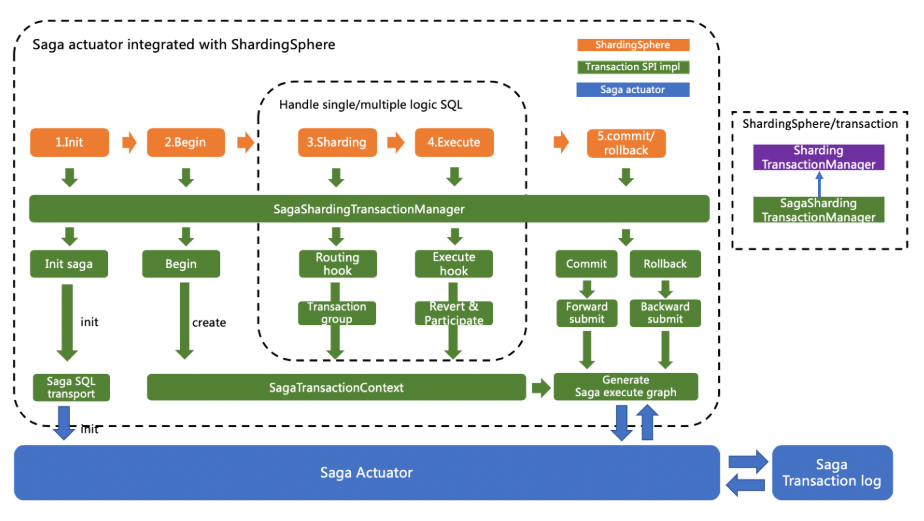 Saga actuator integrated with ShardingSphere
ShardingSphere
Transaction SPI impl
Saga actuator
Handle single/multiple logic SQL
ShardingSphere/transaction
1.Init
2.Begin
3.Sharding
4.Execute
5.commit/
rollback
Sharding
TransactionManager
SagaSharding
TransactionManager
SagaShardingTransactionManager
Init saga
Begin
Routing
hook
Execute
hook
Commit
Rollback
Transaction
group
Revert &
Participate
Forward
submit
Backward
submit
init
create
Saga SQL
transport
SagaTransactionContext
Generate
Saga execute graph
init
Saga Actuator
Saga
Transaction log